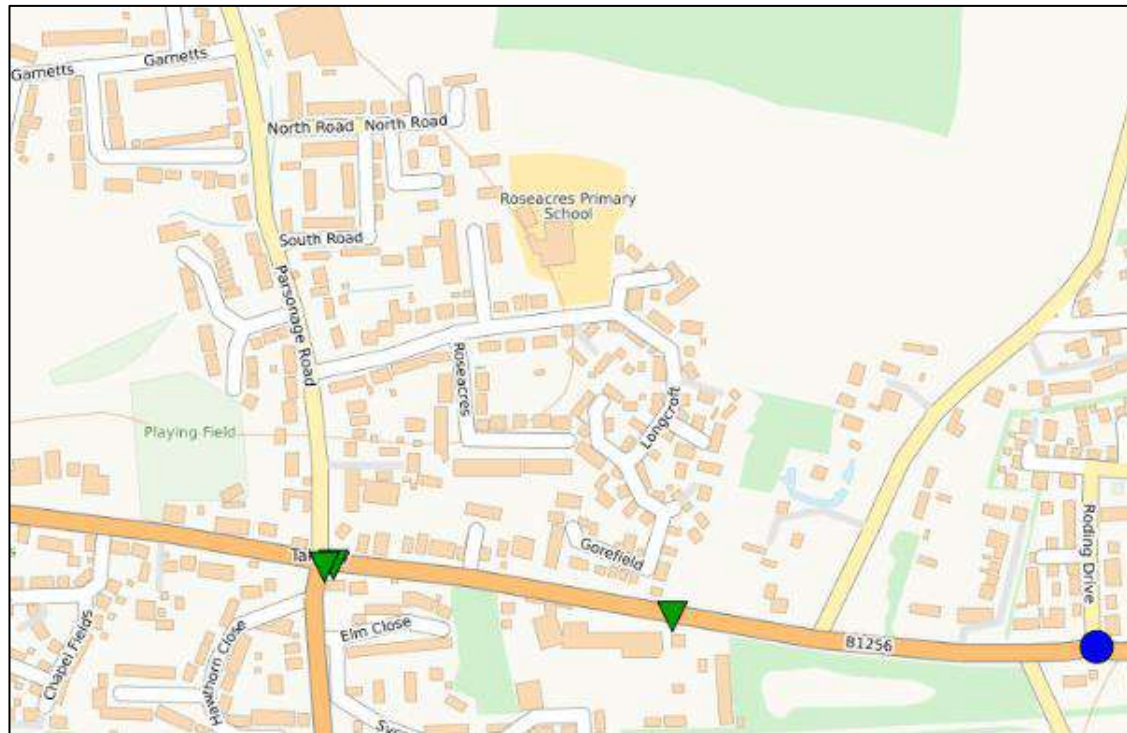 Garnetts
Garnetts
North Road
North Road
Roseacres Primary
School
South Road
Parsonage Road
Roseacres
Longcroft
Playing Field
Gorefield
Roding Drive
B1256
Elm Close
Hawthorn Close
Chapel Fields